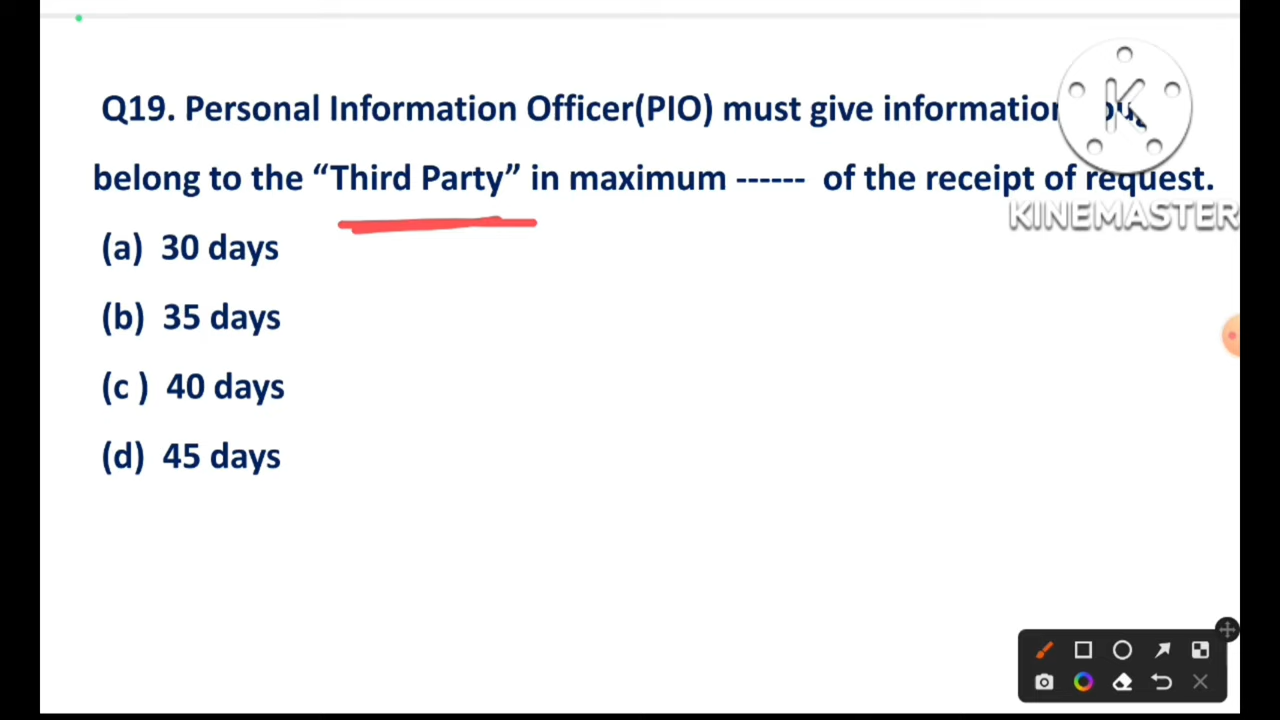 Q19. Personal Information Officer(PIO) must give information
belong to the “Third Party” in maximum ------ of the receipt of request.
KINEMASTER
(a) 30 days
(b) 35 days
(c ) 40 days
(d) 45 days